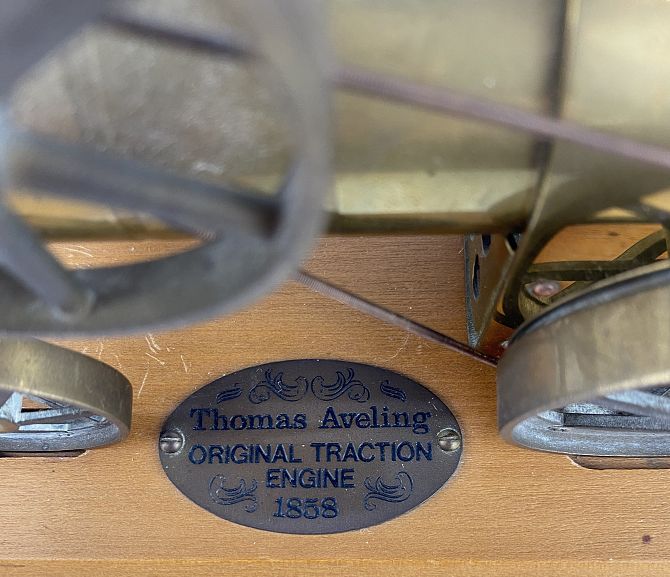 Thomas Aveling
ORIGINAL TRACTION
ENGINE
1858